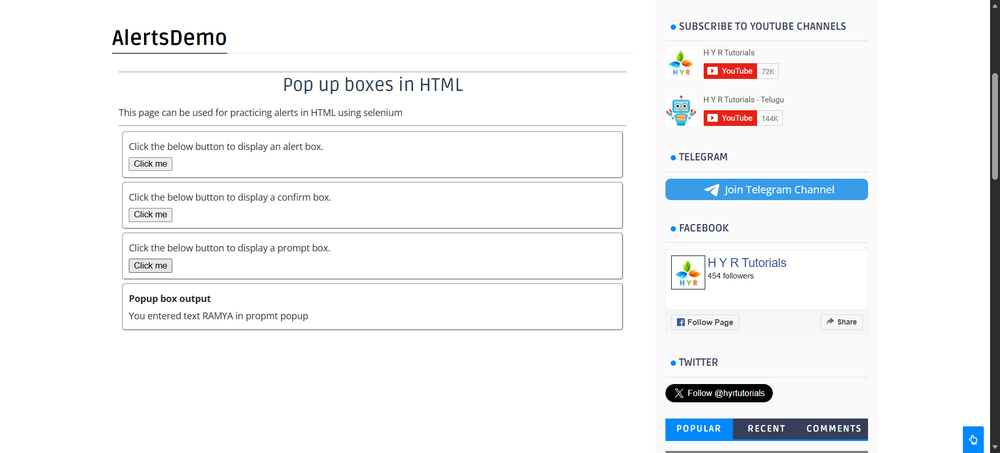 AlertsDemo
Pop up boxes in HTML
This page can be used for practicing alerts in HTML using selenium
Click the below button to display an alert box.
Click me
Click the below button to display a confirm box.
Click me
Click the below button to display a prompt box.
Click me
Popup box output
You entered text RAMYA in propmt popup
SUBSCRIBE TO YOUTUBE CHANNELS
HYR
H Y R Tutorials
YouTube 72K
H Y R Tutorials - Telugu
YouTube 144K
TELEGRAM
Join Telegram Channel
FACEBOOK
HYR
H Y R Tutorials
454 followers
Follow Page Share
TWITTER
Follow @hyrtutorials
POPULAR RECENT COMMENTS